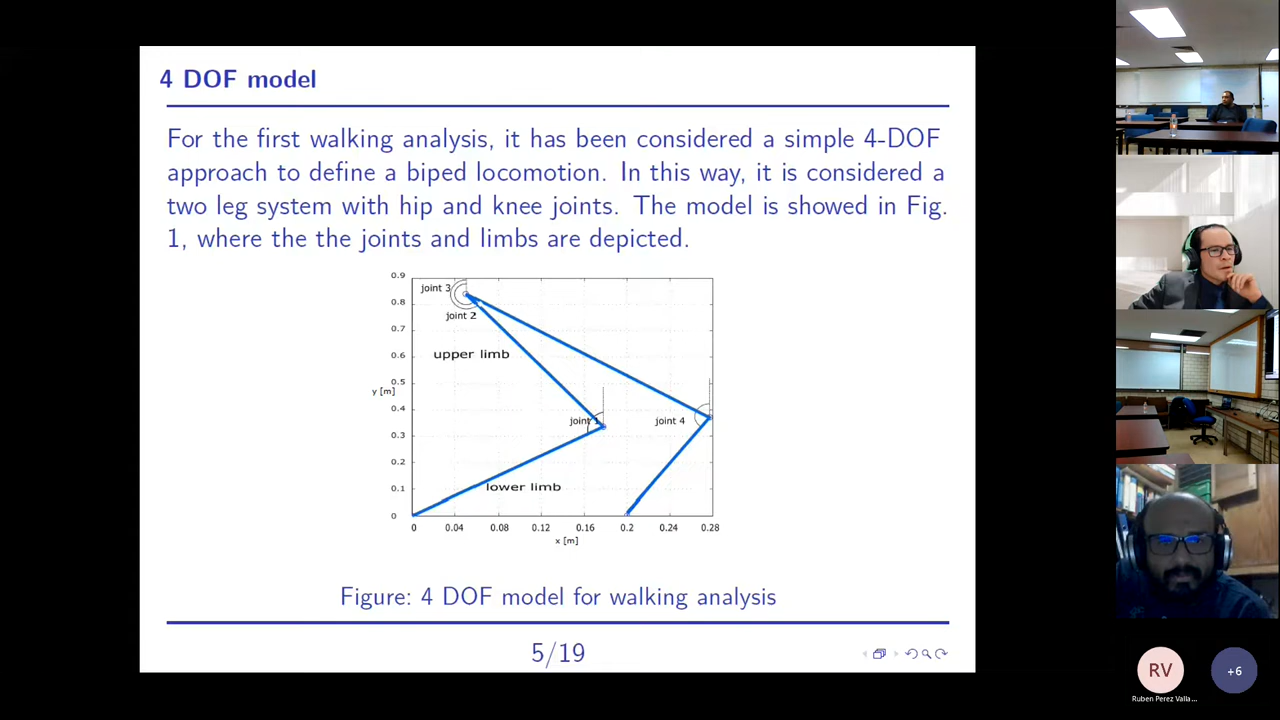 4 DOF model
For the first walking analysis, it has been considered a simple 4-DOF
approach to define a biped locomotion. In this way, it is considered a
two leg system with hip and knee joints. The model is showed in Fig.
1, where the the joints and limbs are depicted.
0.9
joint 3
0.8
joint 2
0.7
upper limb
0.6
0.5
y [m]
0.4
joint 1
joint 4
0.3
0.2
lower limb
0.1
0
0 0.04 0.08 0.12 0.16 0.2 0.24 0.28
x [m]
Figure: 4 DOF model for walking analysis
5/19
RV
+6
Ruben Perez Valla...